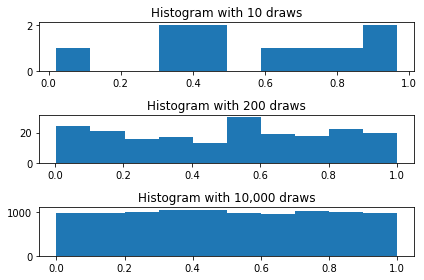 Histogram with 10 draws
2
0
0.0 0.2 0.4 0.6 0.8 1.0
Histogram with 200 draws
20
0
0.0 0.2 0.4 0.6 0.8 1.0
Histogram with 10,000 draws
1000
0
0.0 0.2 0.4 0.6 0.8 1.0